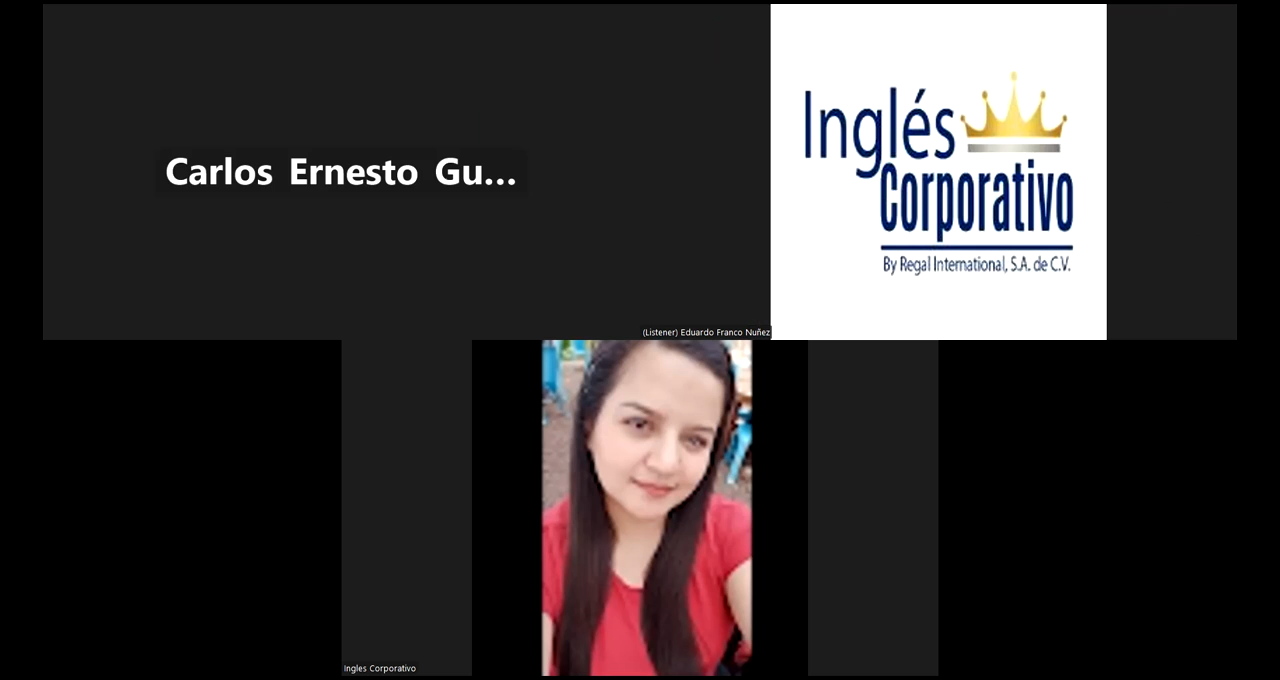 Carlos Ernesto Gu...
Inglés
Corporativo
By Regal International, S.A. de C.V.
(Listener) Eduardo Franco Nuñez
Ingles Corporativo